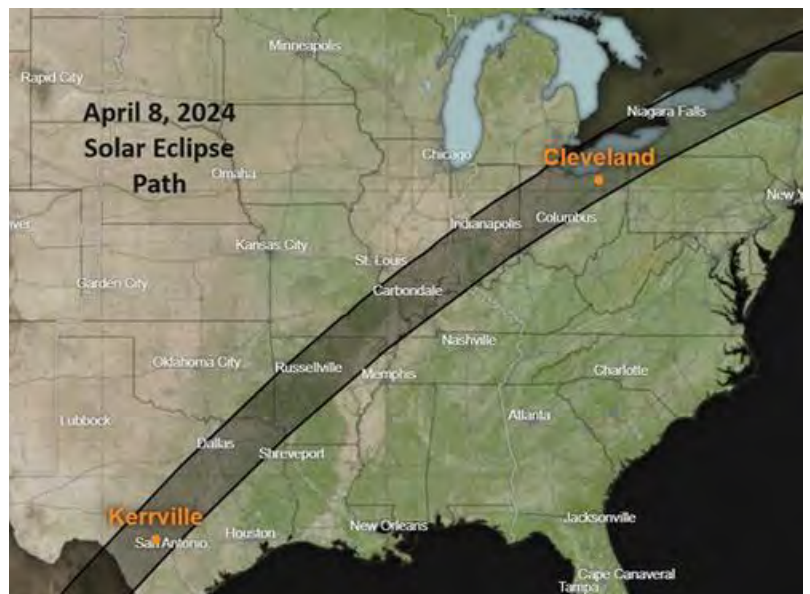 Minneapolis
Rapid City
April 8, 2024
Solar Eclipse
Path
Niagara Falls
Chicago
Cleveland
Omaha
New Y
Columbus
Indianapolis
ver
Kansas City
St. Louis
Garden City
Carbondale
Nashville
Oklahoma City
Russellville
Memphis
Charlotte
Lubbock
Dallas
Atlanta
Shreveport
Kerrville
Jacksonville
New Orleans
Houston
San Antonio
Cape Canaveral
Tampa